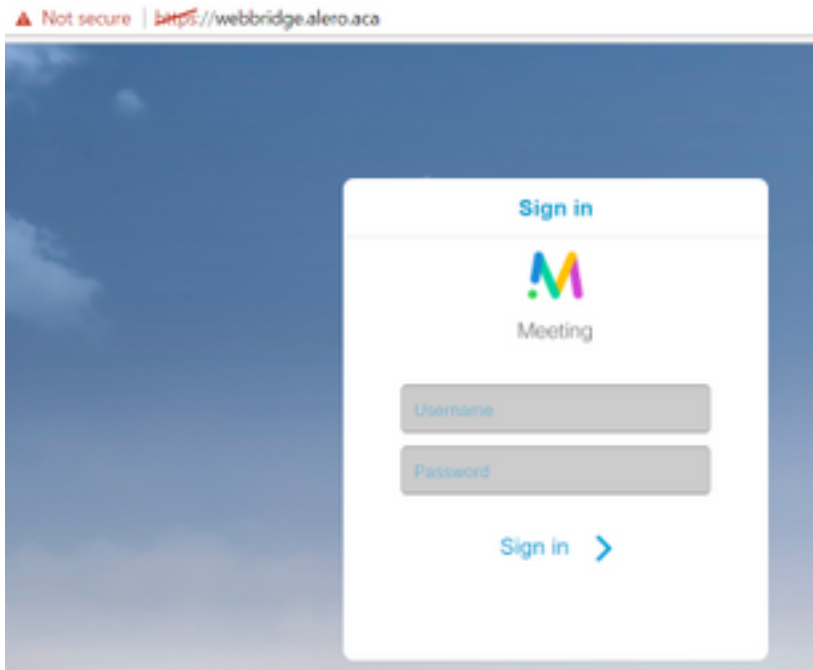 Not secure | https://webbridge.alero.aca
Sign in
Meeting
Username
Password
Sign in